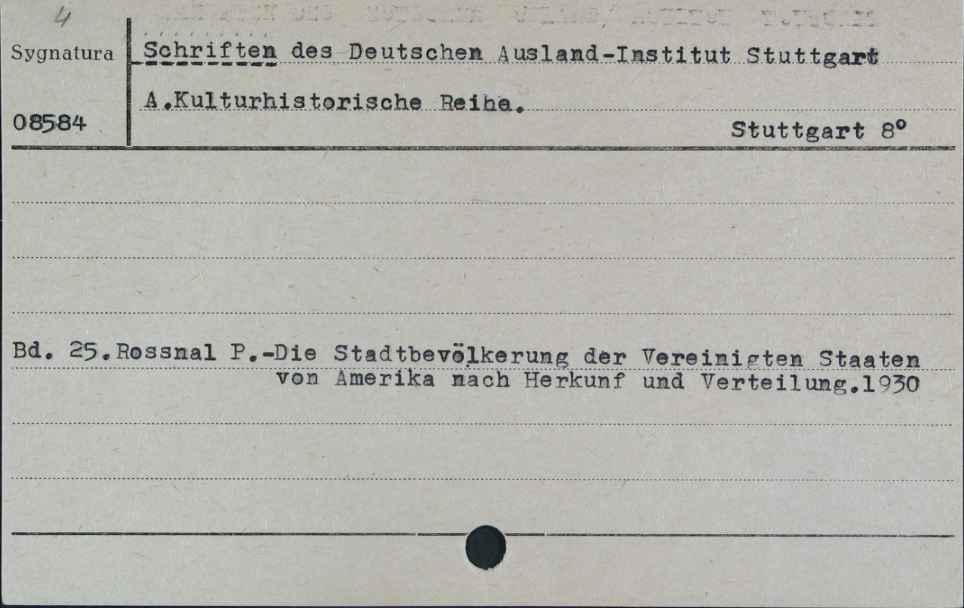 4
Sygnatura
Schriften des Deutschen Ausland-Institut Stuttgart
A.Kulturhistorische Reihe.
08584
Stuttgart 8°
Bd. 25.Rossnal P.-Die Stadtbevölkerung der Vereinigten Staaten
von Amerika nach Herkunf und Verteilung.1930